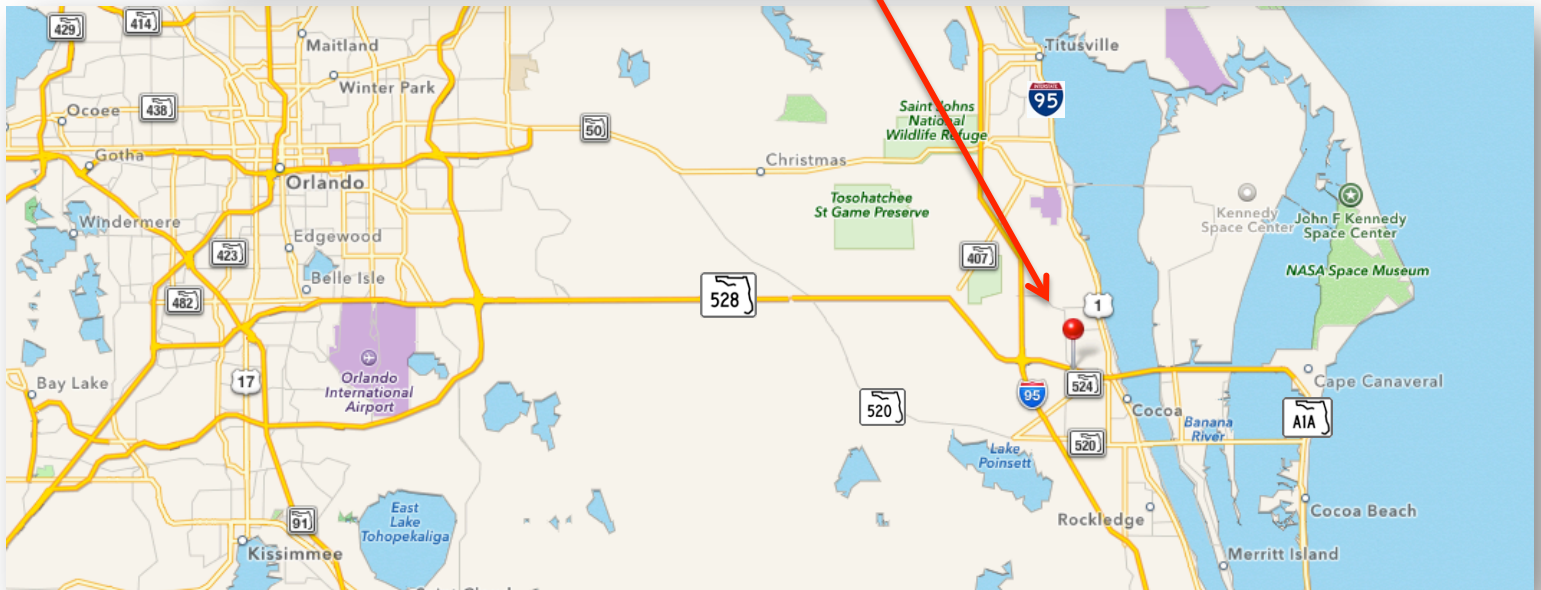 429
414
Maitland
Titusville
Winter Park
INTERSTATE
95
Ocoee
438
Saint Johns
National
Wildlife Refuge
50
Gotha
Christmas
Orlando
Tosohatchee
St Game Preserve
Kennedy
Space Center
John F Kennedy
Space Center
Windermere
Edgewood
423
407
Belle Isle
NASA Space Museum
482
528
1
Orlando
International
Airport
17
Bay Lake
95
524
Cape Canaveral
520
Cocoa
A1A
Banana
River
520
Lake
Poinsett
East
Lake
Tohopekaliga
91
Rockledge
Cocoa Beach
Kissimmee
Merritt Island